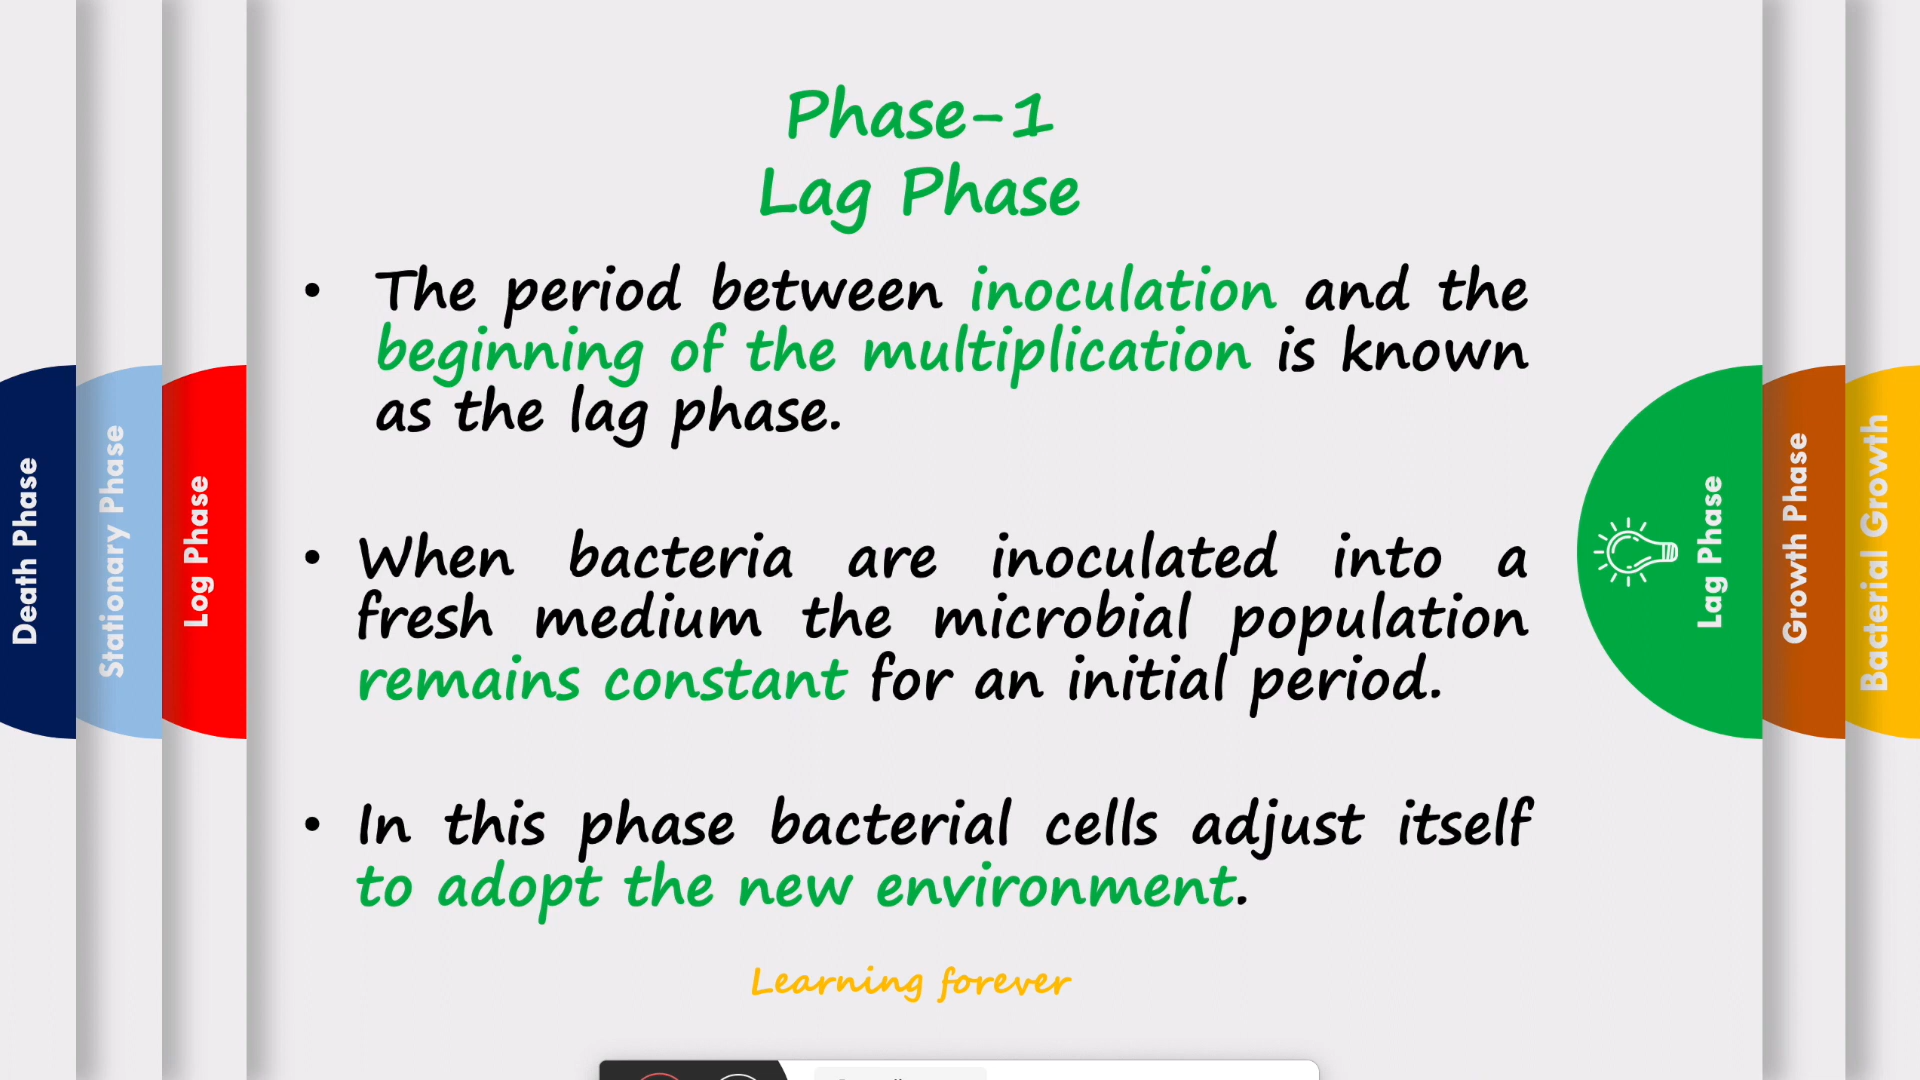 Phase-1
Lag Phase
• The period between inoculation and the
beginning of the multiplication is known
as the lag phase.
• When bacteria are inoculated into a
fresh medium the microbial population
remains constant for an initial period.
• In this phase bacterial cells adjust itself
to adopt the new environment.
Learning forever
Death Phase
Stationary Phase
Log Phase
Lag Phase
Growth Phase
Bacterial Growth